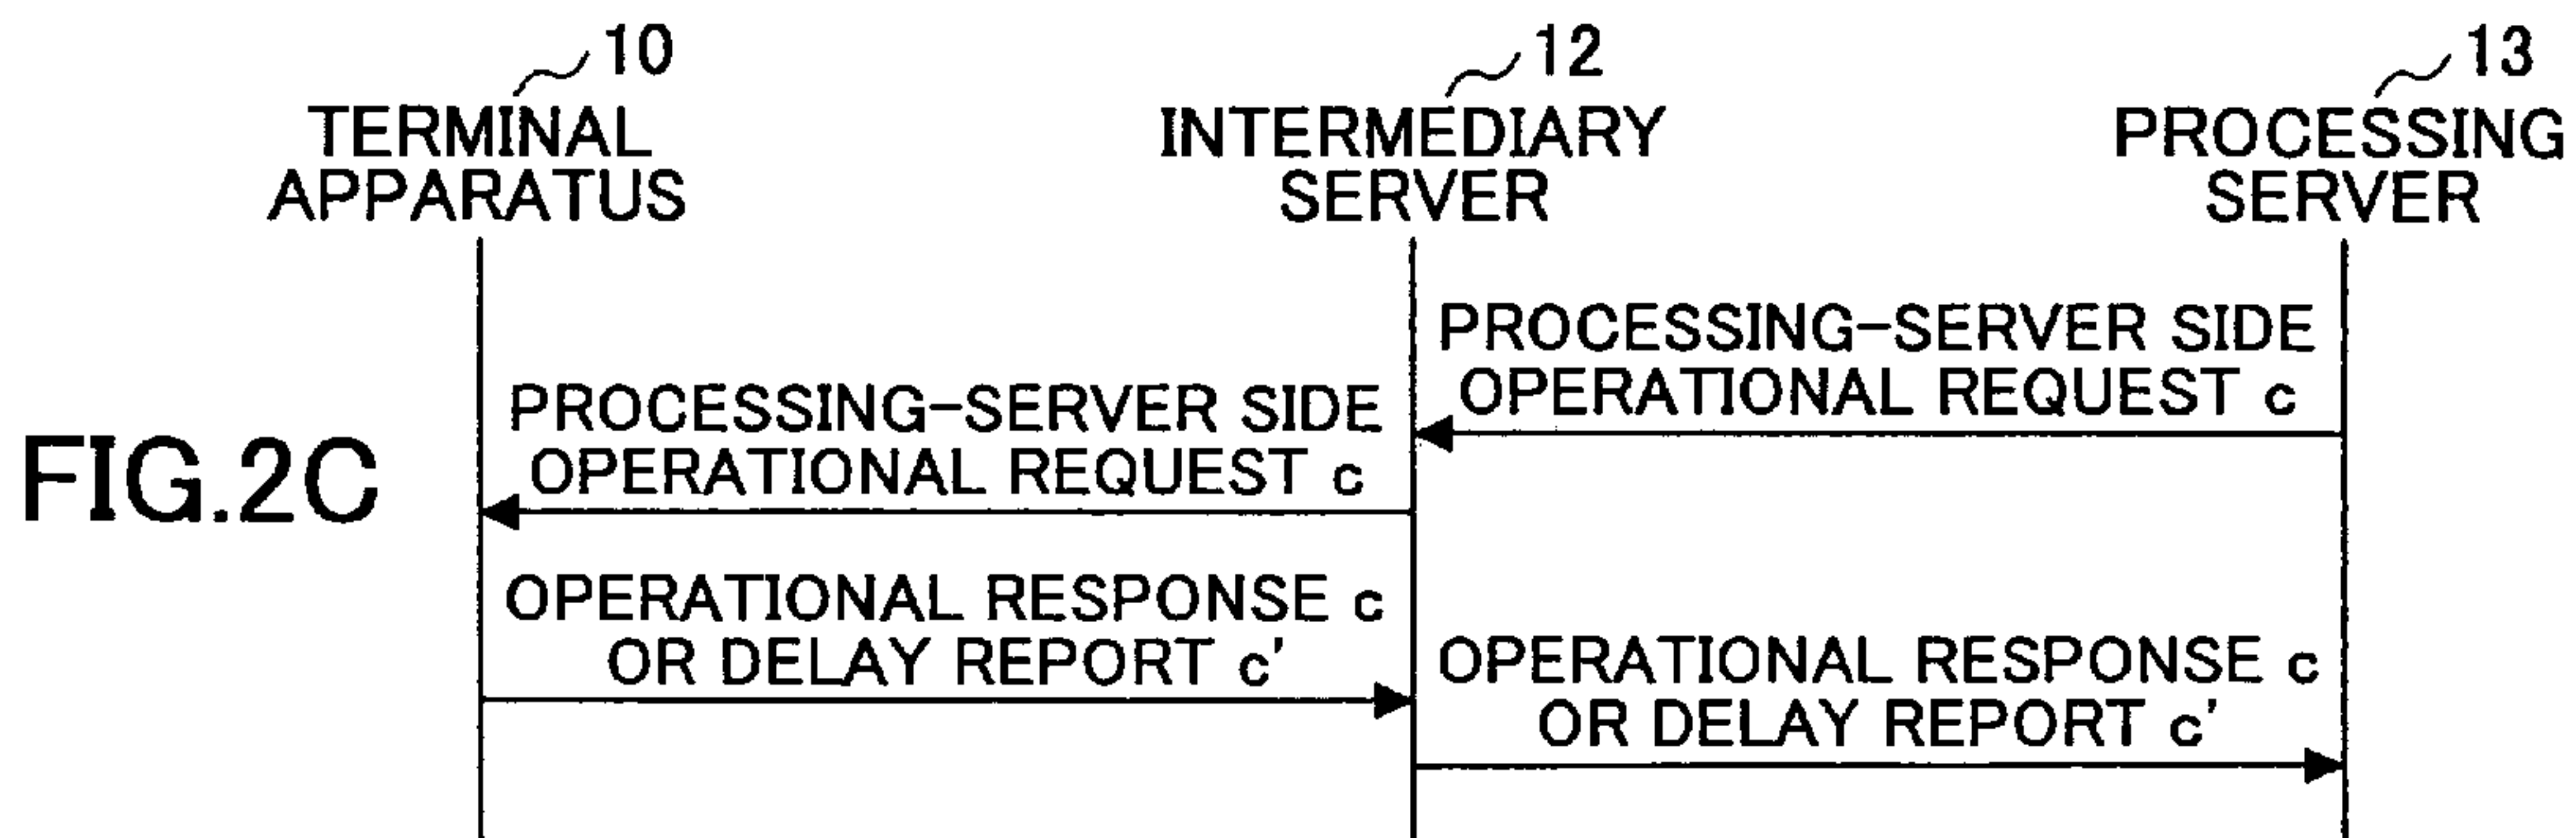 10
TERMINAL
APPARATUS
12
INTERMEDIARY
SERVER
13
PROCESSING
SERVER
PROCESSING-SERVER SIDE
OPERATIONAL REQUEST c
PROCESSING-SERVER SIDE
OPERATIONAL REQUEST c
FIG.2C
OPERATIONAL RESPONSE c
OR DELAY REPORT c'
OPERATIONAL RESPONSE c
OR DELAY REPORT c'